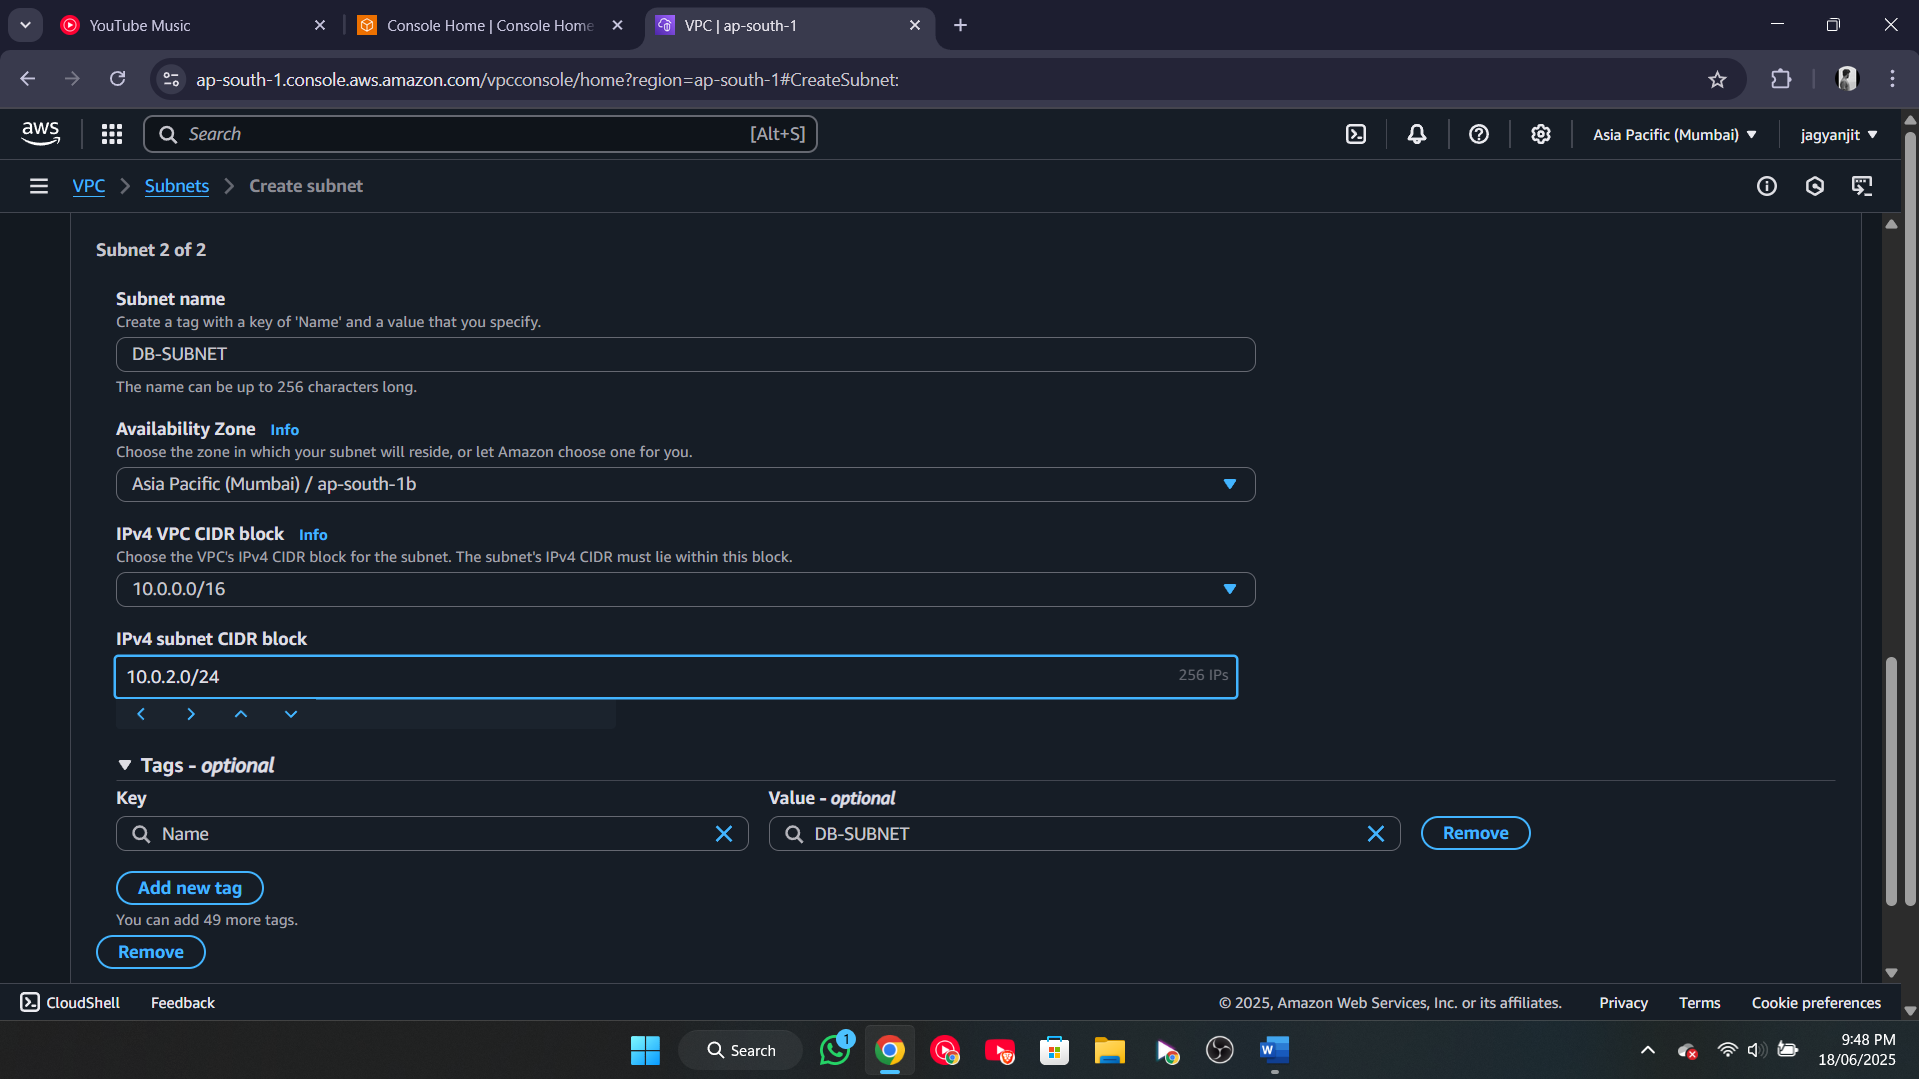 YouTube Music
Console Home | Console Home
VPC | ap-south-1
ap-south-1.console.aws.amazon.com/vpcconsole/home?region=ap-south-1#CreateSubnet:
aws
Search
[Alt+S]
Asia Pacific (Mumbai)
jagyanjit
VPC
Subnets
Create subnet
Subnet 2 of 2
Subnet name
Create a tag with a key of 'Name' and a value that you specify.
DB-SUBNET
The name can be up to 256 characters long.
Availability Zone Info
Choose the zone in which your subnet will reside, or let Amazon choose one for you.
Asia Pacific (Mumbai) / ap-south-1b
IPv4 VPC CIDR block Info
Choose the VPC's IPv4 CIDR block for the subnet. The subnet's IPv4 CIDR must lie within this block.
10.0.0.0/16
IPv4 subnet CIDR block
10.0.2.0/24
256 IPs
Tags - optional
Key
Value - optional
Name
DB-SUBNET
Remove
Add new tag
You can add 49 more tags.
Remove
CloudShell
Feedback
© 2025, Amazon Web Services, Inc. or its affiliates.
Privacy
Terms
Cookie preferences
Search
1
W
9:48 PM
18/06/2025